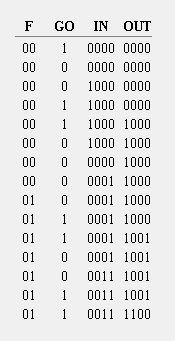 F GO IN OUT
00 1 0000 0000
00 0 0000 0000
00 0 1000 0000
00 1 1000 0000
00 1 1000 1000
00 0 1000 1000
00 0 0000 1000
00 0 0001 1000
01 0 0001 1000
01 1 0001 1000
01 1 0001 1001
01 0 0001 1001
01 0 0011 1001
01 1 0011 1001
01 1 0011 1100